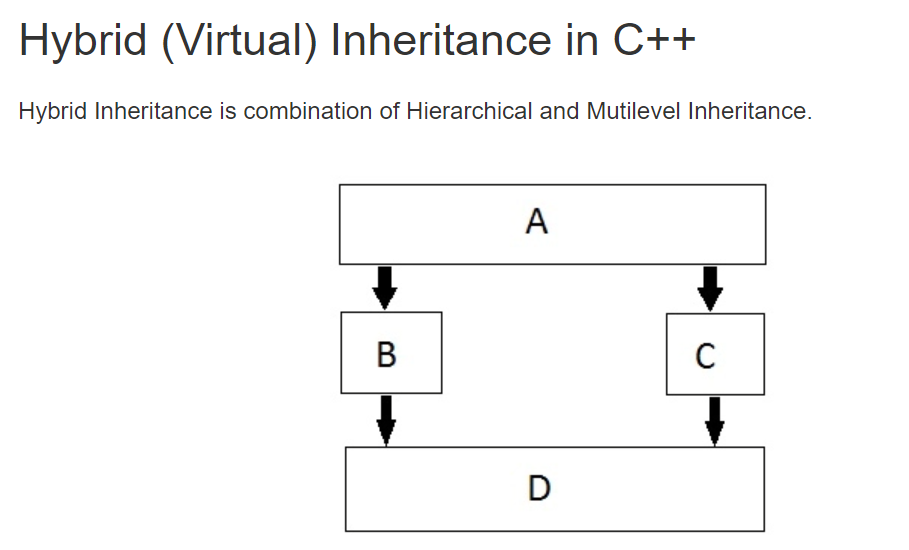 Hybrid (Virtual) Inheritance in C++
Hybrid Inheritance is combination of Hierarchical and Mutilevel Inheritance.
A
B
C
D